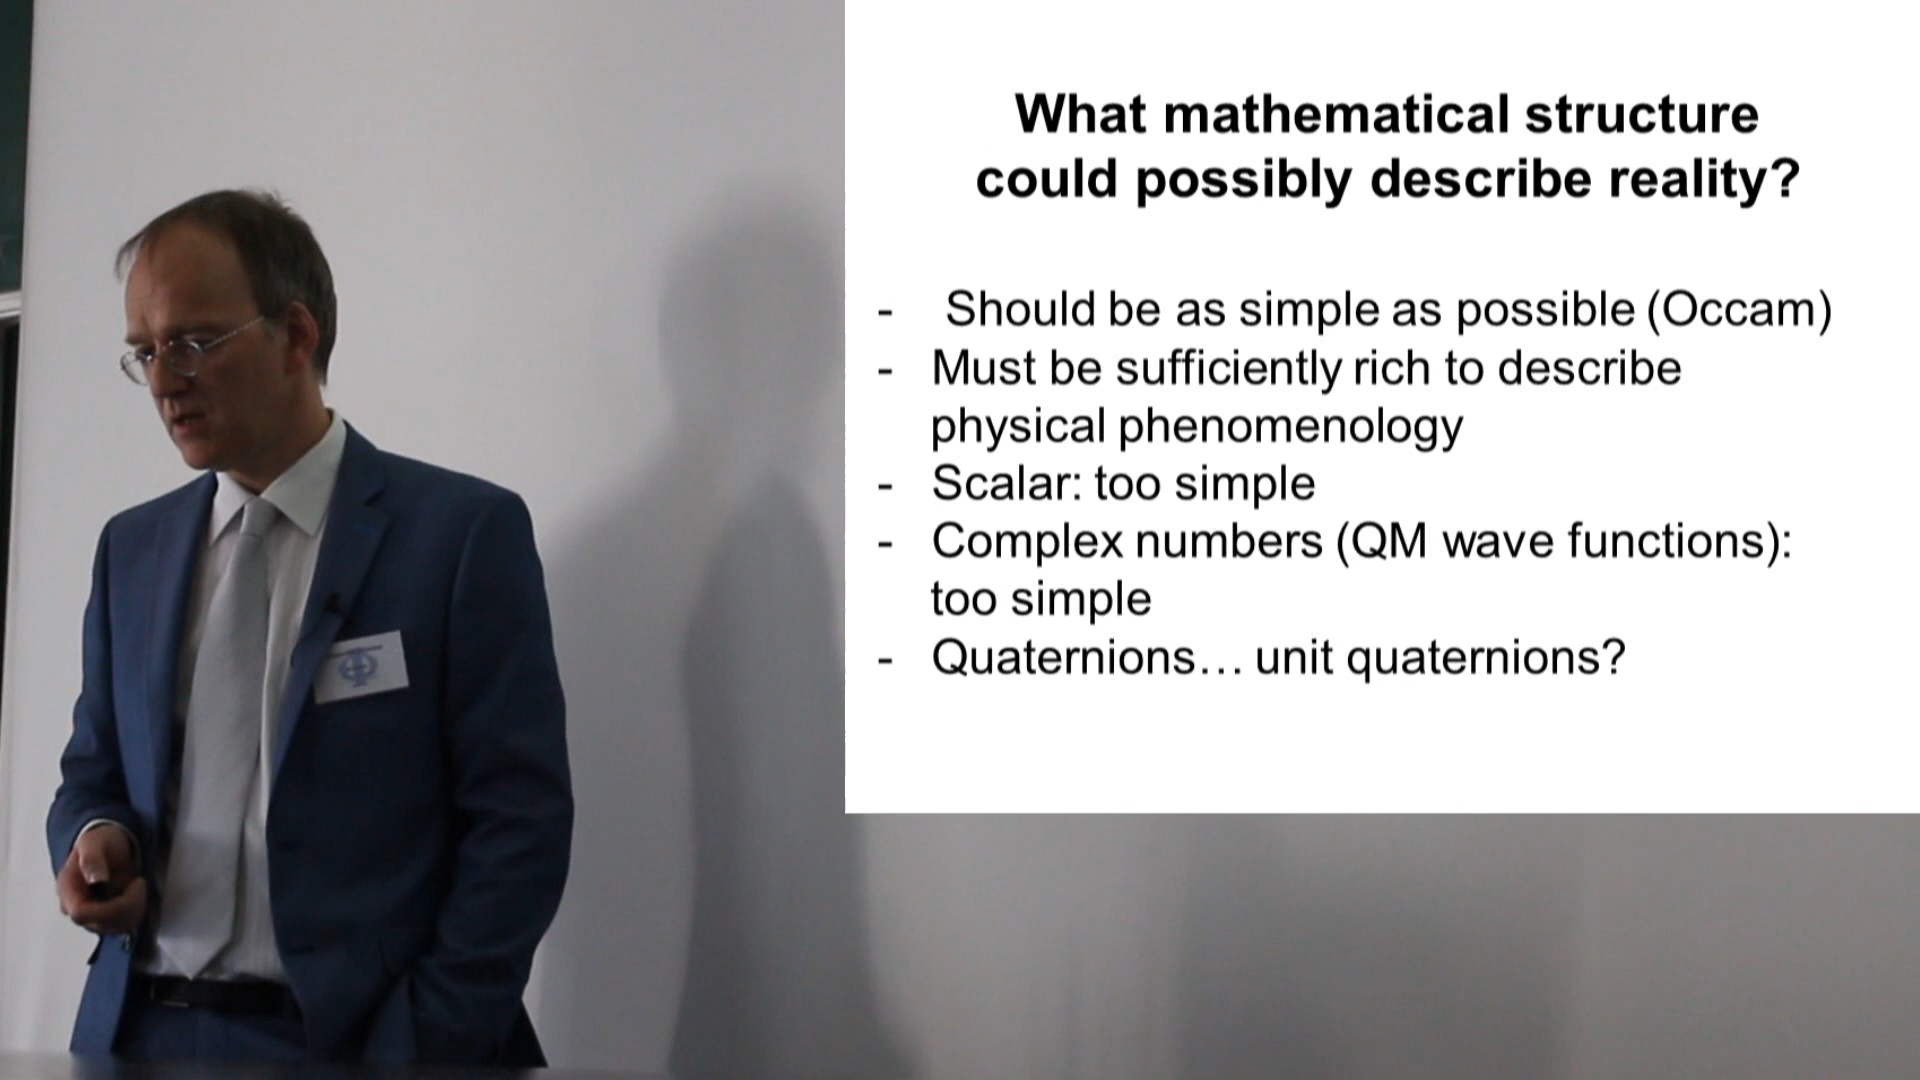 What mathematical structure
could possibly describe reality?
- Should be as simple as possible (Occam)
- Must be sufficiently rich to describe
physical phenomenology
- Scalar: too simple
- Complex numbers (QM wave functions):
too simple
- Quaternions… unit quaternions?